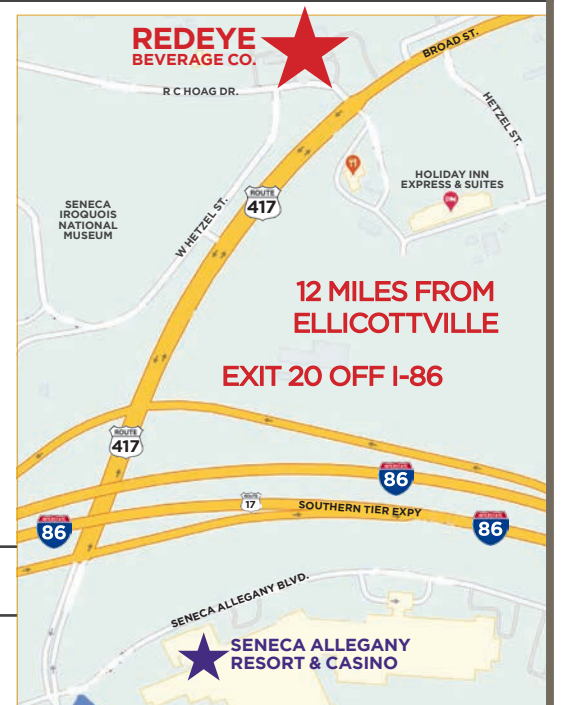 REDEYE
BEVERAGE CO.
BROAD ST.
R C HOAG DR.
HETZEL ST.
HOLIDAY INN
EXPRESS & SUITES
ROUTE
417
SENECA
IROQUOIS
NATIONAL
MUSEUM
W HETZEL ST.
12 MILES FROM
ELLICOTTVILLE
EXIT 20 OFF I-86
ROUTE
417
INTERSTATE
86
ROUTE
17
SOUTHERN TIER EXPY
INTERSTATE
86
INTERSTATE
86
SENECA ALLEGANY BLVD.
SENECA ALLEGANY
RESORT & CASINO